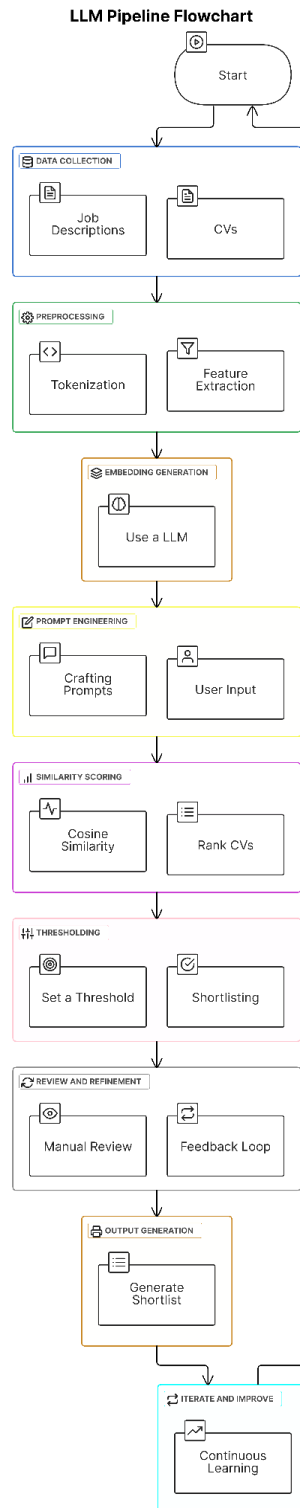 LLM Pipeline Flowchart
Start
DATA COLLECTION
Job
Descriptions
CVs
PREPROCESSING
Tokenization
Feature
Extraction
EMBEDDING GENERATION
Use a LLM
PROMPT ENGINEERING
Crafting
Prompts
User Input
SIMILARITY SCORING
Cosine
Similarity
Rank CVs
THRESHOLDING
Set a Threshold
Shortlisting
REVIEW AND REFINEMENT
Manual Review
Feedback Loop
OUTPUT GENERATION
Generate
Shortlist
ITERATE AND IMPROVE
Continuous
Learning